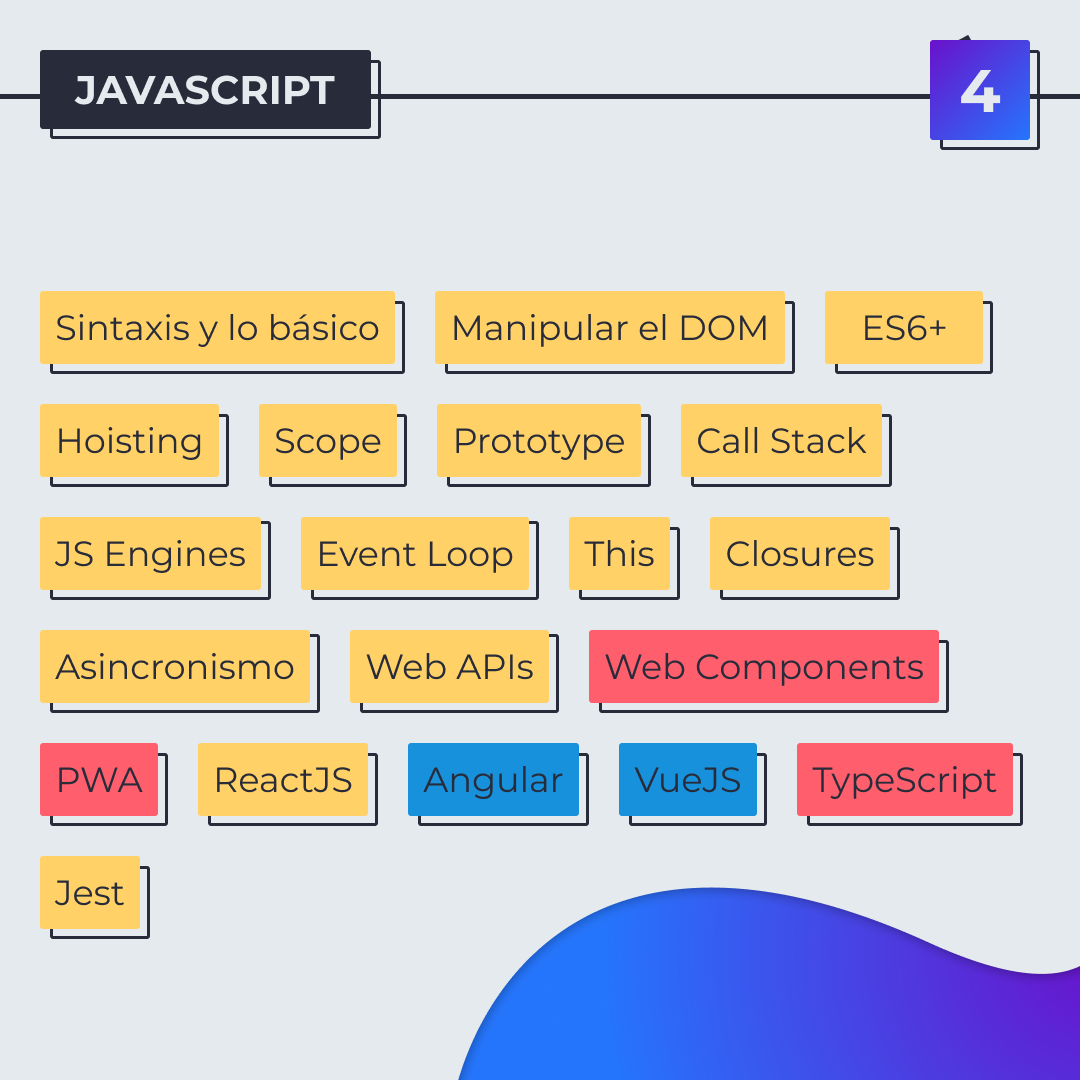 JAVASCRIPT 4
Sintaxis y lo básico Manipular el DOM ES6+
Hoisting Scope Prototype Call Stack
JS Engines Event Loop This Closures
Asincronismo Web APIs Web Components
PWA ReactJS Angular VueJS TypeScript
Jest